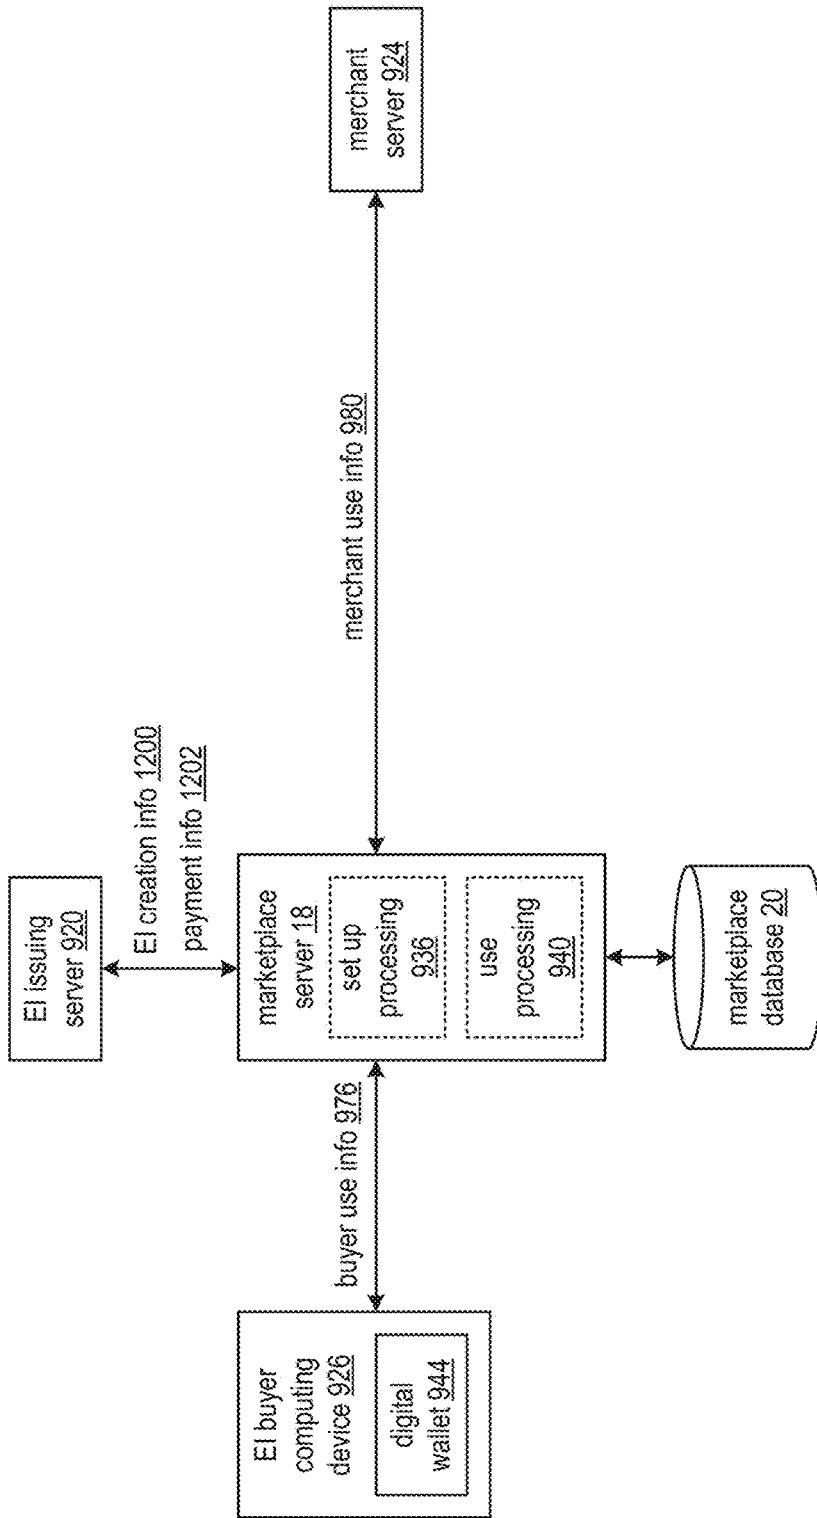 EI issuing
server 920
EI creation info 1200
payment info 1202
EI buyer
computing
device 926
digital
wallet 944
buyer use info 976
marketplace
server 18
set up
processing
936
use
processing
940
merchant use info 980
merchant
server 924
marketplace
database 20